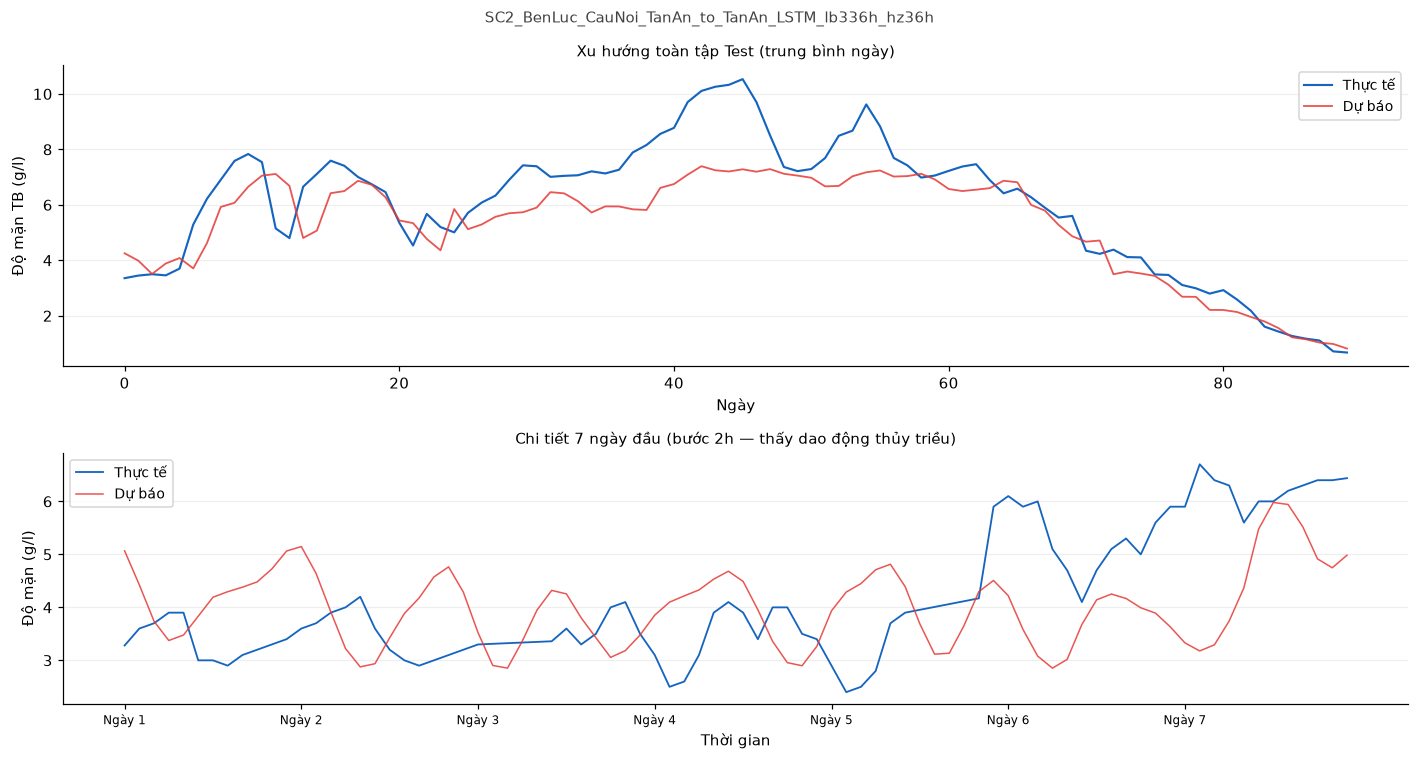 SC2_BenLuc_CauNoi_TanAn_to_TanAn_LSTM_lb336h_hz36h
Xu hướng toàn tập Test (trung bình ngày)
Độ mặn TB (g/l)
10
8
6
4
2
Thực tế
Dự báo
0 20 40 60 80
Ngày
Chi tiết 7 ngày đầu (bước 2h — thấy dao động thủy triều)
Độ mặn (g/l)
6
5
4
3
Thực tế
Dự báo
Ngày 1 Ngày 2 Ngày 3 Ngày 4 Ngày 5 Ngày 6 Ngày 7
Thời gian